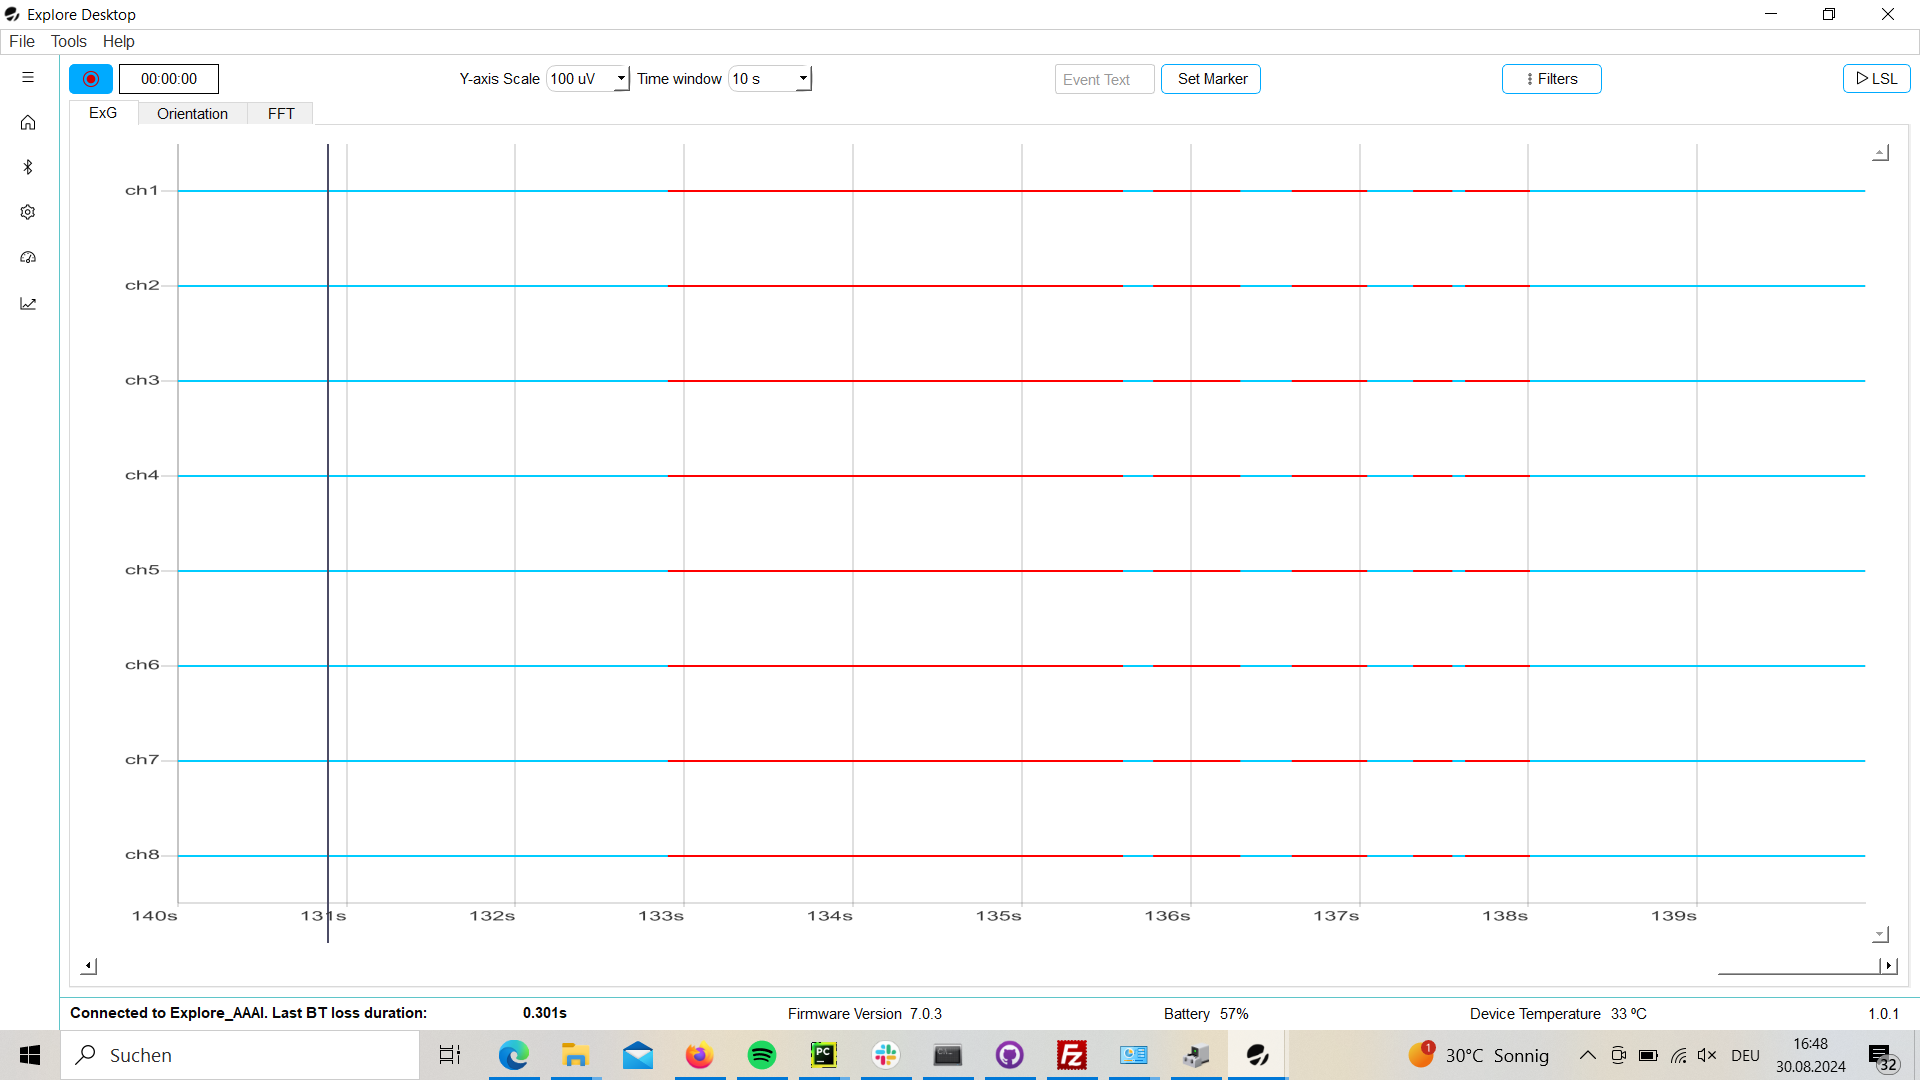 Explore Desktop
File Tools Help
00:00:00 Y-axis Scale 100 uV Time window 10 s Event Text Set Marker Filters LSL
ExG Orientation FFT
ch1
ch2
ch3
ch4
ch5
ch6
ch7
ch8
140s 131s 132s 133s 134s 135s 136s 137s 138s 139s
Connected to Explore_AAAI. Last BT loss duration: 0.301s Firmware Version 7.0.3 Battery 57% Device Temperature 33 ºC 1.0.1
Suchen PC FZ 1 30°C Sonnig DEU 16:48 32
30.08.2024